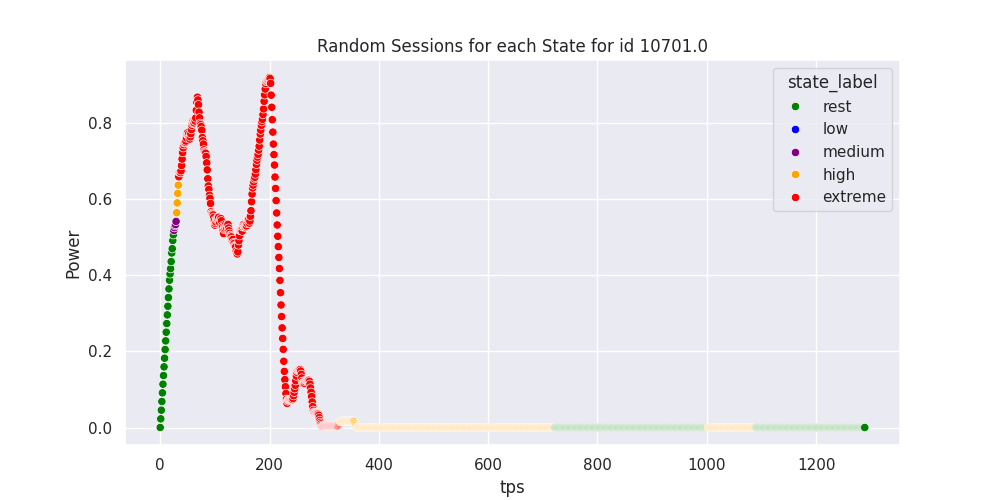 Random Sessions for each State for id 10701.0
state_label
rest
low
medium
high
extreme
Power
0.8
0.6
0.4
0.2
0.0
0 200 400 600 800 1000 1200
tps